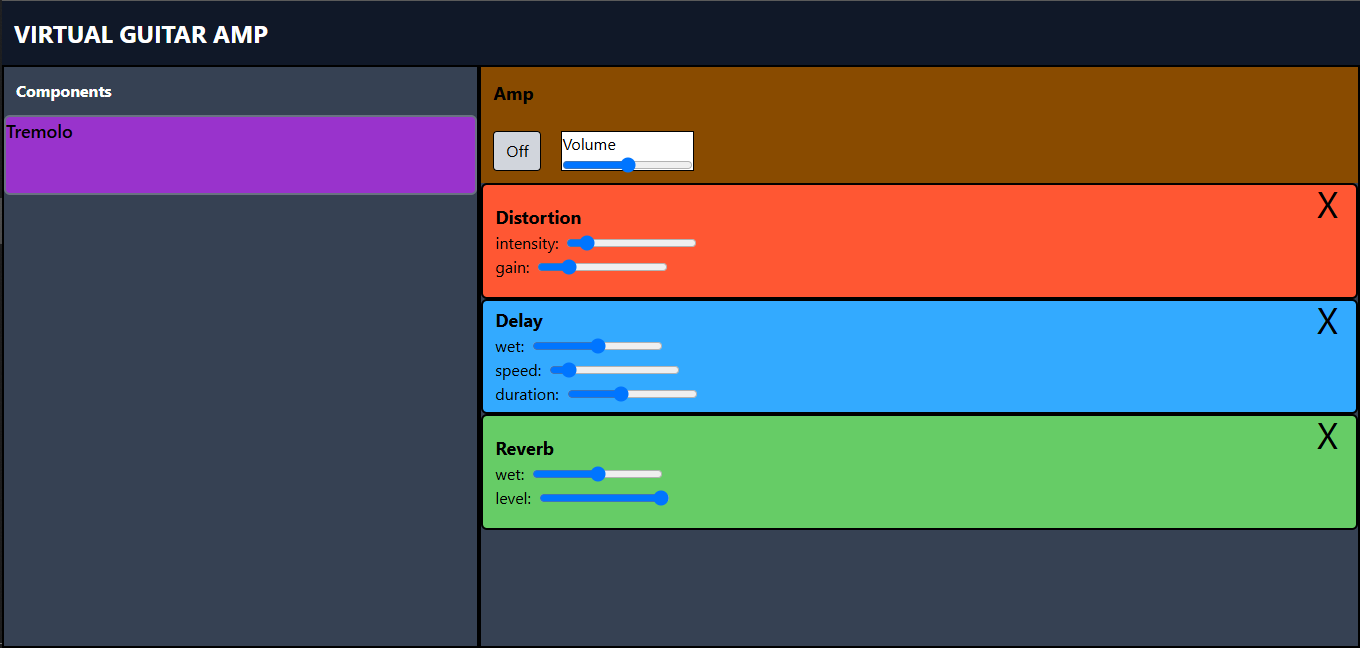 VIRTUAL GUITAR AMP
Components
Tremolo
Amp
Off
Volume
Distortion
X
intensity:
gain:
Delay
X
wet:
speed:
duration:
Reverb
X
wet:
level: